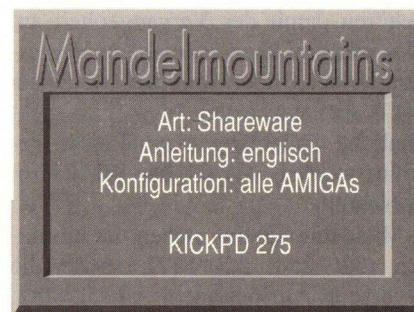 Mandelmountains
Art: Shareware
Anleitung: englisch
Konfiguration: alle AMIGAs
KICKPD 275